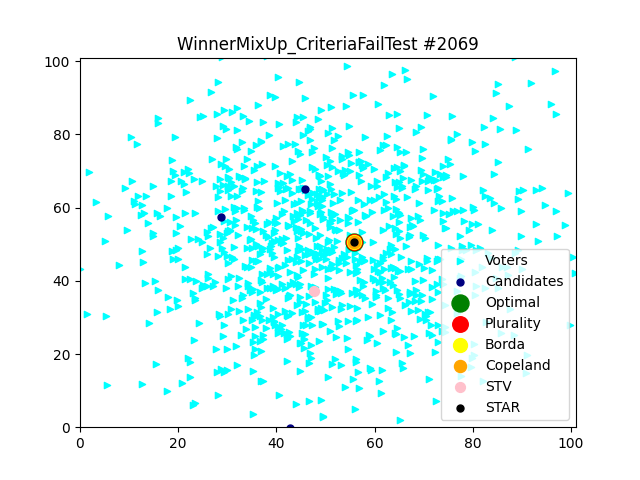 WinnerMixUp_CriteriaFailTest #2069
100
80
60
40
20
0
0
20
40
60
80
100
Voters
Candidates
Optimal
Plurality
Borda
Copeland
STV
STAR